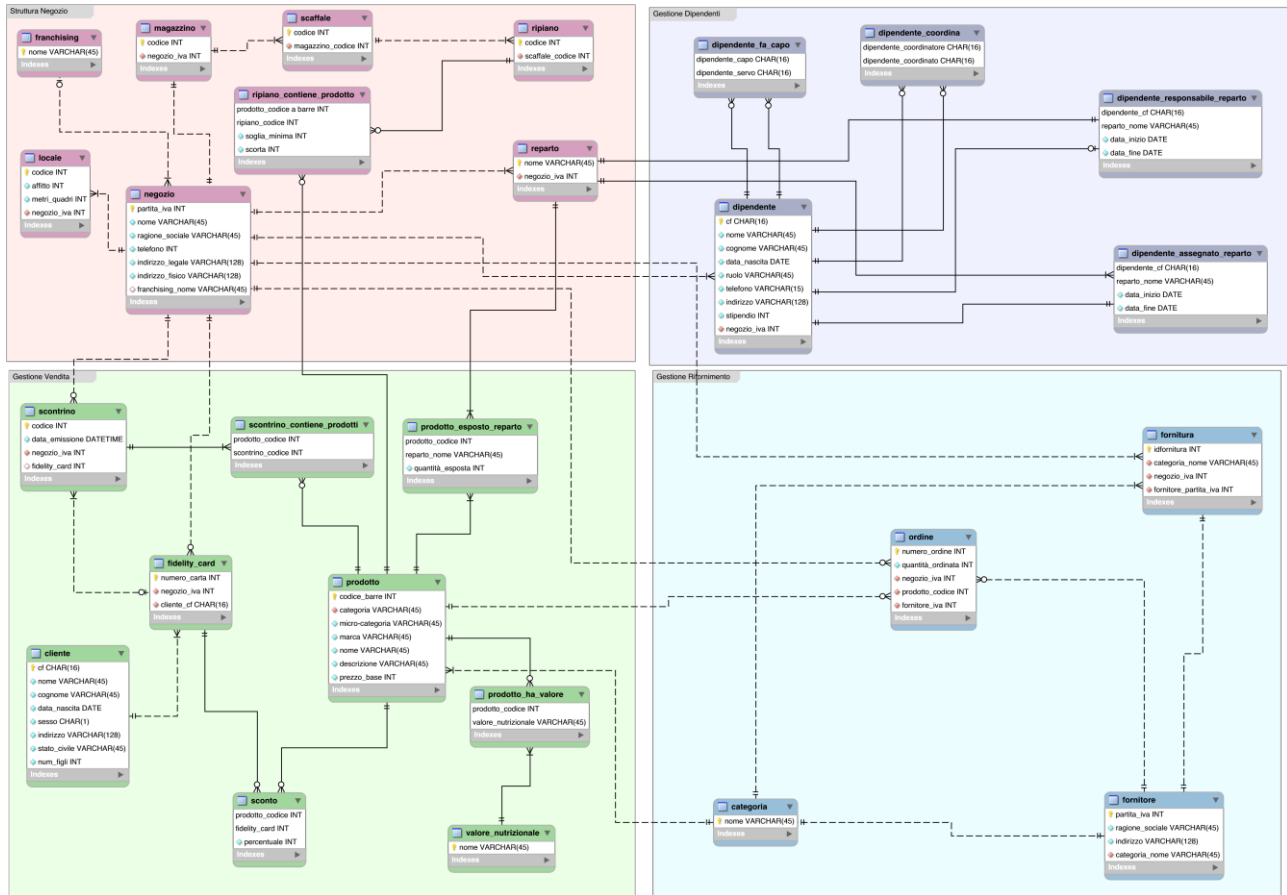 Struttura Negozio
franchising
nome VARCHAR(45)
Indexes
magazzino
codice INT
negozio_iva INT
Indexes
scaffale
codice INT
magazzino_codice INT
Indexes
ripiano
codice INT
scaffale_codice INT
Indexes
ripiano_contiene_prodotto
prodotto_codice a barre INT
ripiano_codice INT
soglia_minima INT
scorta INT
Indexes
locale
codice INT
affitto INT
metri_quadri INT
negozio_iva INT
Indexes
negozio
partita_iva INT
nome VARCHAR(45)
ragione_sociale VARCHAR(45)
telefono INT
indirizzo_legale VARCHAR(128)
indirizzo_fisico VARCHAR(128)
franchising_nome VARCHAR(45)
Indexes
reparto
nome VARCHAR(45)
negozio_iva INT
Indexes
Gestione Dipendenti
dipendente_fa_capo
dipendente_capo CHAR(16)
dipendente_servo CHAR(16)
Indexes
dipendente_coordina
dipendente_coordinatore CHAR(16)
dipendente_coordinato CHAR(16)
Indexes
dipendente_responsabile_reparto
dipendente_cf CHAR(16)
reparto_nome VARCHAR(45)
data_inizio DATE
data_fine DATE
Indexes
dipendente
cf CHAR(16)
nome VARCHAR(45)
cognome VARCHAR(45)
data_nascita DATE
ruolo VARCHAR(45)
telefono VARCHAR(15)
indirizzo VARCHAR(128)
stipendio INT
negozio_iva INT
Indexes
dipendente_assegnato_reparto
dipendente_cf CHAR(16)
reparto_nome VARCHAR(45)
data_inizio DATE
data_fine DATE
Indexes
Gestione Vendita
scontrino
codice INT
data_emissione DATETIME
negozio_iva INT
fidelity_card INT
Indexes
scontrino_contiene_prodotti
prodotto_codice INT
scontrino_codice INT
Indexes
prodotto_esposto_reparto
prodotto_codice INT
reparto_nome VARCHAR(45)
quantità_esposta INT
Indexes
fidelity_card
numero_carta INT
negozio_iva INT
cliente_cf CHAR(16)
Indexes
prodotto
codice_barre INT
categoria VARCHAR(45)
micro-categoria VARCHAR(45)
marca VARCHAR(45)
nome VARCHAR(45)
descrizione VARCHAR(45)
prezzo_base INT
Indexes
cliente
cf CHAR(16)
nome VARCHAR(45)
cognome VARCHAR(45)
data_nascita DATE
sesso CHAR(1)
indirizzo VARCHAR(128)
stato_civile VARCHAR(45)
num_figli INT
Indexes
prodotto_ha_valore
prodotto_codice INT
valore_nutrizionale VARCHAR(45)
Indexes
sconto
prodotto_codice INT
fidelity_card INT
percentuale INT
Indexes
valore_nutrizionale
nome VARCHAR(45)
Indexes
Gestione Rifornimento
fornitura
idfornitura INT
categoria_nome VARCHAR(45)
negozio_iva INT
fornitore_partita_iva INT
Indexes
ordine
numero_ordine INT
quantità_ordinata INT
negozio_iva INT
prodotto_codice INT
fornitore_iva INT
Indexes
categoria
nome VARCHAR(45)
Indexes
fornitore
partita_iva INT
ragione_sociale VARCHAR(45)
indirizzo VARCHAR(128)
categoria_nome VARCHAR(45)
Indexes